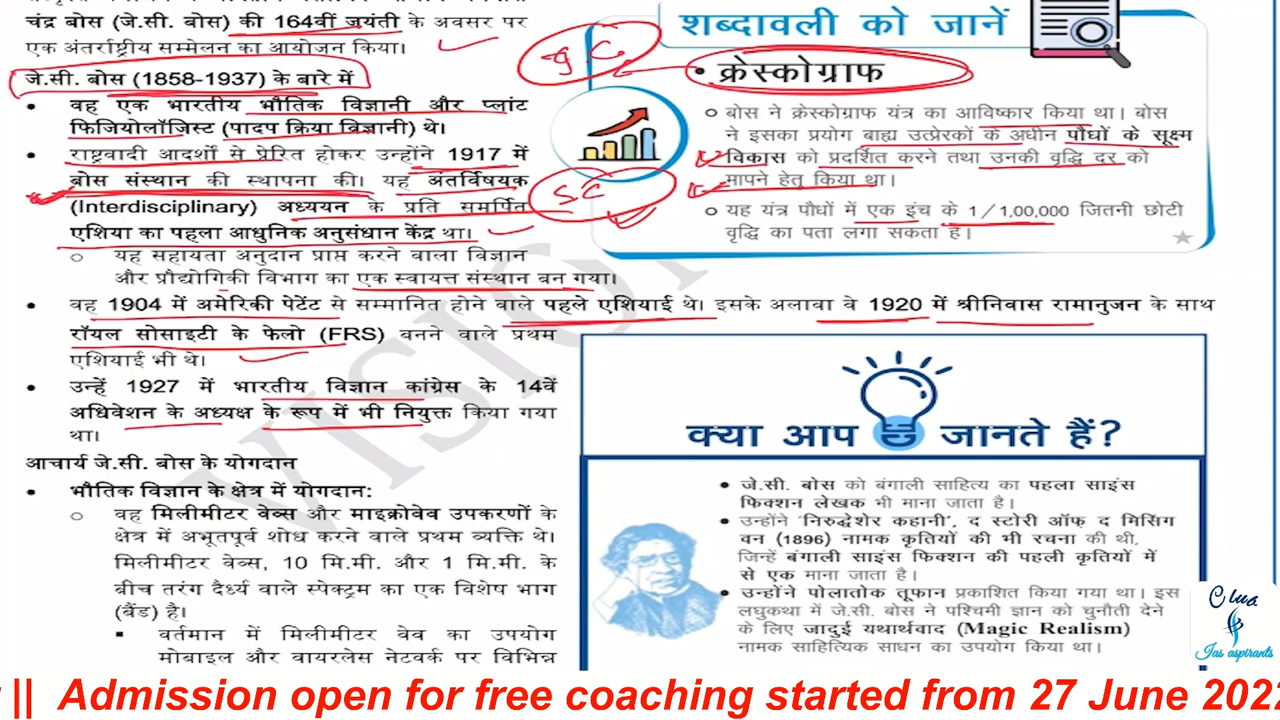 चंद्र बोस (जे.सी. बोस) की 164वीं जयंती के अवसर पर
एक अंतर्राष्ट्रीय सम्मेलन का आयोजन किया।
जे.सी. बोस (1858-1937) के बारे में
• वह एक भारतीय भौतिक विज्ञानी और प्लांट
फिजियोलॉजिस्ट (पादप क्रिया विज्ञानी) थे।
• राष्ट्रवादी आदर्शों से प्रेरित होकर उन्होंने 1917 में
बोस संस्थान की स्थापना की। यह अंतर्विषयक
(Interdisciplinary) अध्ययन के प्रति समर्पित
एशिया का पहला आधुनिक अनुसंधान केंद्र था।
○ यह सहायता अनुदान प्राप्त करने वाला विज्ञान
और प्रौद्योगिकी विभाग का एक स्वायत्त संस्थान बन गया।
• वह 1904 में अमेरिकी पेटेंट से सम्मानित होने वाले पहले एशियाई थे। इसके अलावा वे 1920 में श्रीनिवास रामानुजन के साथ
रॉयल सोसाइटी के फेलो (FRS) बनने वाले प्रथम
एशियाई भी थे।
• उन्हें 1927 में भारतीय विज्ञान कांग्रेस के 14वें
अधिवेशन के अध्यक्ष के रूप में भी नियुक्त किया गया
था।
आचार्य जे.सी. बोस के योगदान
• भौतिक विज्ञान के क्षेत्र में योगदान:
○ वह मिलीमीटर वेव्स और माइक्रोवेव उपकरणों के
क्षेत्र में अभूतपूर्व शोध करने वाले प्रथम व्यक्ति थे।
मिलीमीटर वेव्स, 10 मि.मी. और 1 मि.मी. के
बीच तरंग दैर्ध्य वाले स्पेक्ट्रम का एक विशेष भाग
(बैंड) है।
▪ वर्तमान में मिलीमीटर वेव का उपयोग
मोबाइल और वायरलेस नेटवर्क पर विभिन्न
शब्दावली को जानें
• क्रेस्कोग्राफ
○ बोस ने क्रेस्कोग्राफ यंत्र का आविष्कार किया था। बोस
ने इसका प्रयोग बाह्य उत्प्रेरकों के अधीन पौधों के सूक्ष्म
विकास को प्रदर्शित करने तथा उनकी वृद्धि दर को
मापने हेतु किया था।
○ यह यंत्र पौधों में एक इंच के 1/1,00,000 जितनी छोटी
वृद्धि का पता लगा सकता है।
क्या आप जानते हैं?
• जे.सी. बोस को बंगाली साहित्य का पहला साइंस
फिक्शन लेखक भी माना जाता है।
• उन्होंने 'निरुद्देशेर कहानी', द स्टोरी ऑफ् द मिसिंग
वन (1896) नामक कृतियों की भी रचना की थी,
जिन्हें बंगाली साइंस फिक्शन की पहली कृतियों में
से एक माना जाता है।
• उन्होंने पोलातोक तूफान प्रकाशित किया गया था। इस
लघुकथा में जे.सी. बोस ने पश्चिमी ज्ञान को चुनौती देने
के लिए जादुई यथार्थवाद (Magic Realism)
नामक साहित्यिक साधन का उपयोग किया था।
Jas aspirants
|| Admission open for free coaching started from 27 June 2022